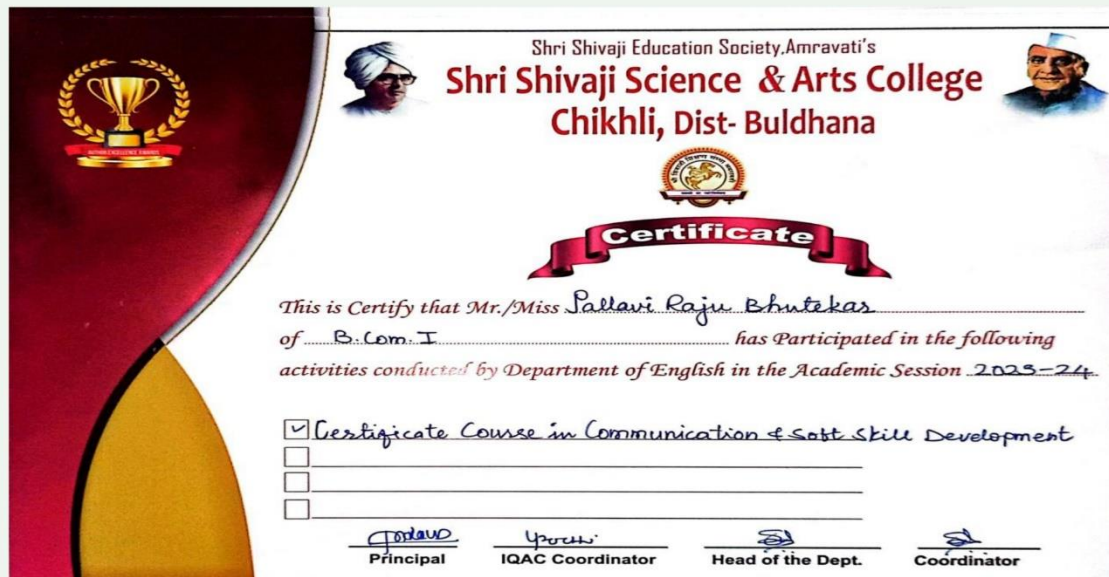 Shri Shivaji Education Society,Amravati's
Shri Shivaji Science & Arts College
Chikhli, Dist- Buldhana
Certificate
This is Certify that Mr./Miss Pallavi Raju Bhutekar
of B.Com.I has Participated in the following
activities conducted by Department of English in the Academic Session 2023-24
Certificate Course in Communication & Soft Skill Development
Principal IQAC Coordinator Head of the Dept. Coordinator